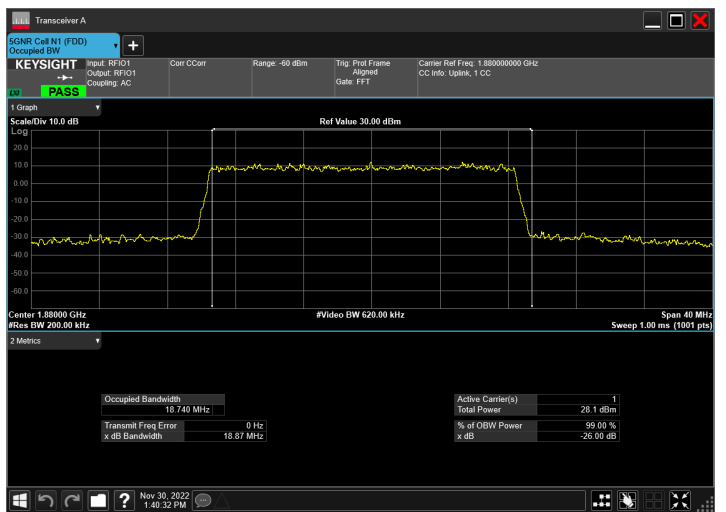 Transceiver A
5GNR Cell N1 (FDD)
Occupied BW
KEYSIGHT
PASS
Input: RFIO1
Output: RFIO1
Coupling: AC
Corr CCorr
Range: -60 dBm
Trig: Prot Frame
Aligned
Gate: FFT
Carrier Ref Freq: 1.880000000 GHz
CC Info: Uplink, 1 CC
1 Graph
Scale/Div 10.0 dB
Ref Value 30.00 dBm
Log
20.0
10.0
0.00
-10.0
-20.0
-30.0
-40.0
-50.0
-60.0
Center 1.88000 GHz
#Video BW 620.00 kHz
Span 40 MHz
#Res BW 200.00 kHz
Sweep 1.00 ms (1001 pts)
2 Metrics
Occupied Bandwidth
18.740 MHz
Transmit Freq Error 0 Hz
x dB Bandwidth 18.87 MHz
Active Carrier(s) 1
Total Power 28.1 dBm
% of OBW Power 99.00 %
x dB -26.00 dB
Nov 30, 2022
1:40:32 PM